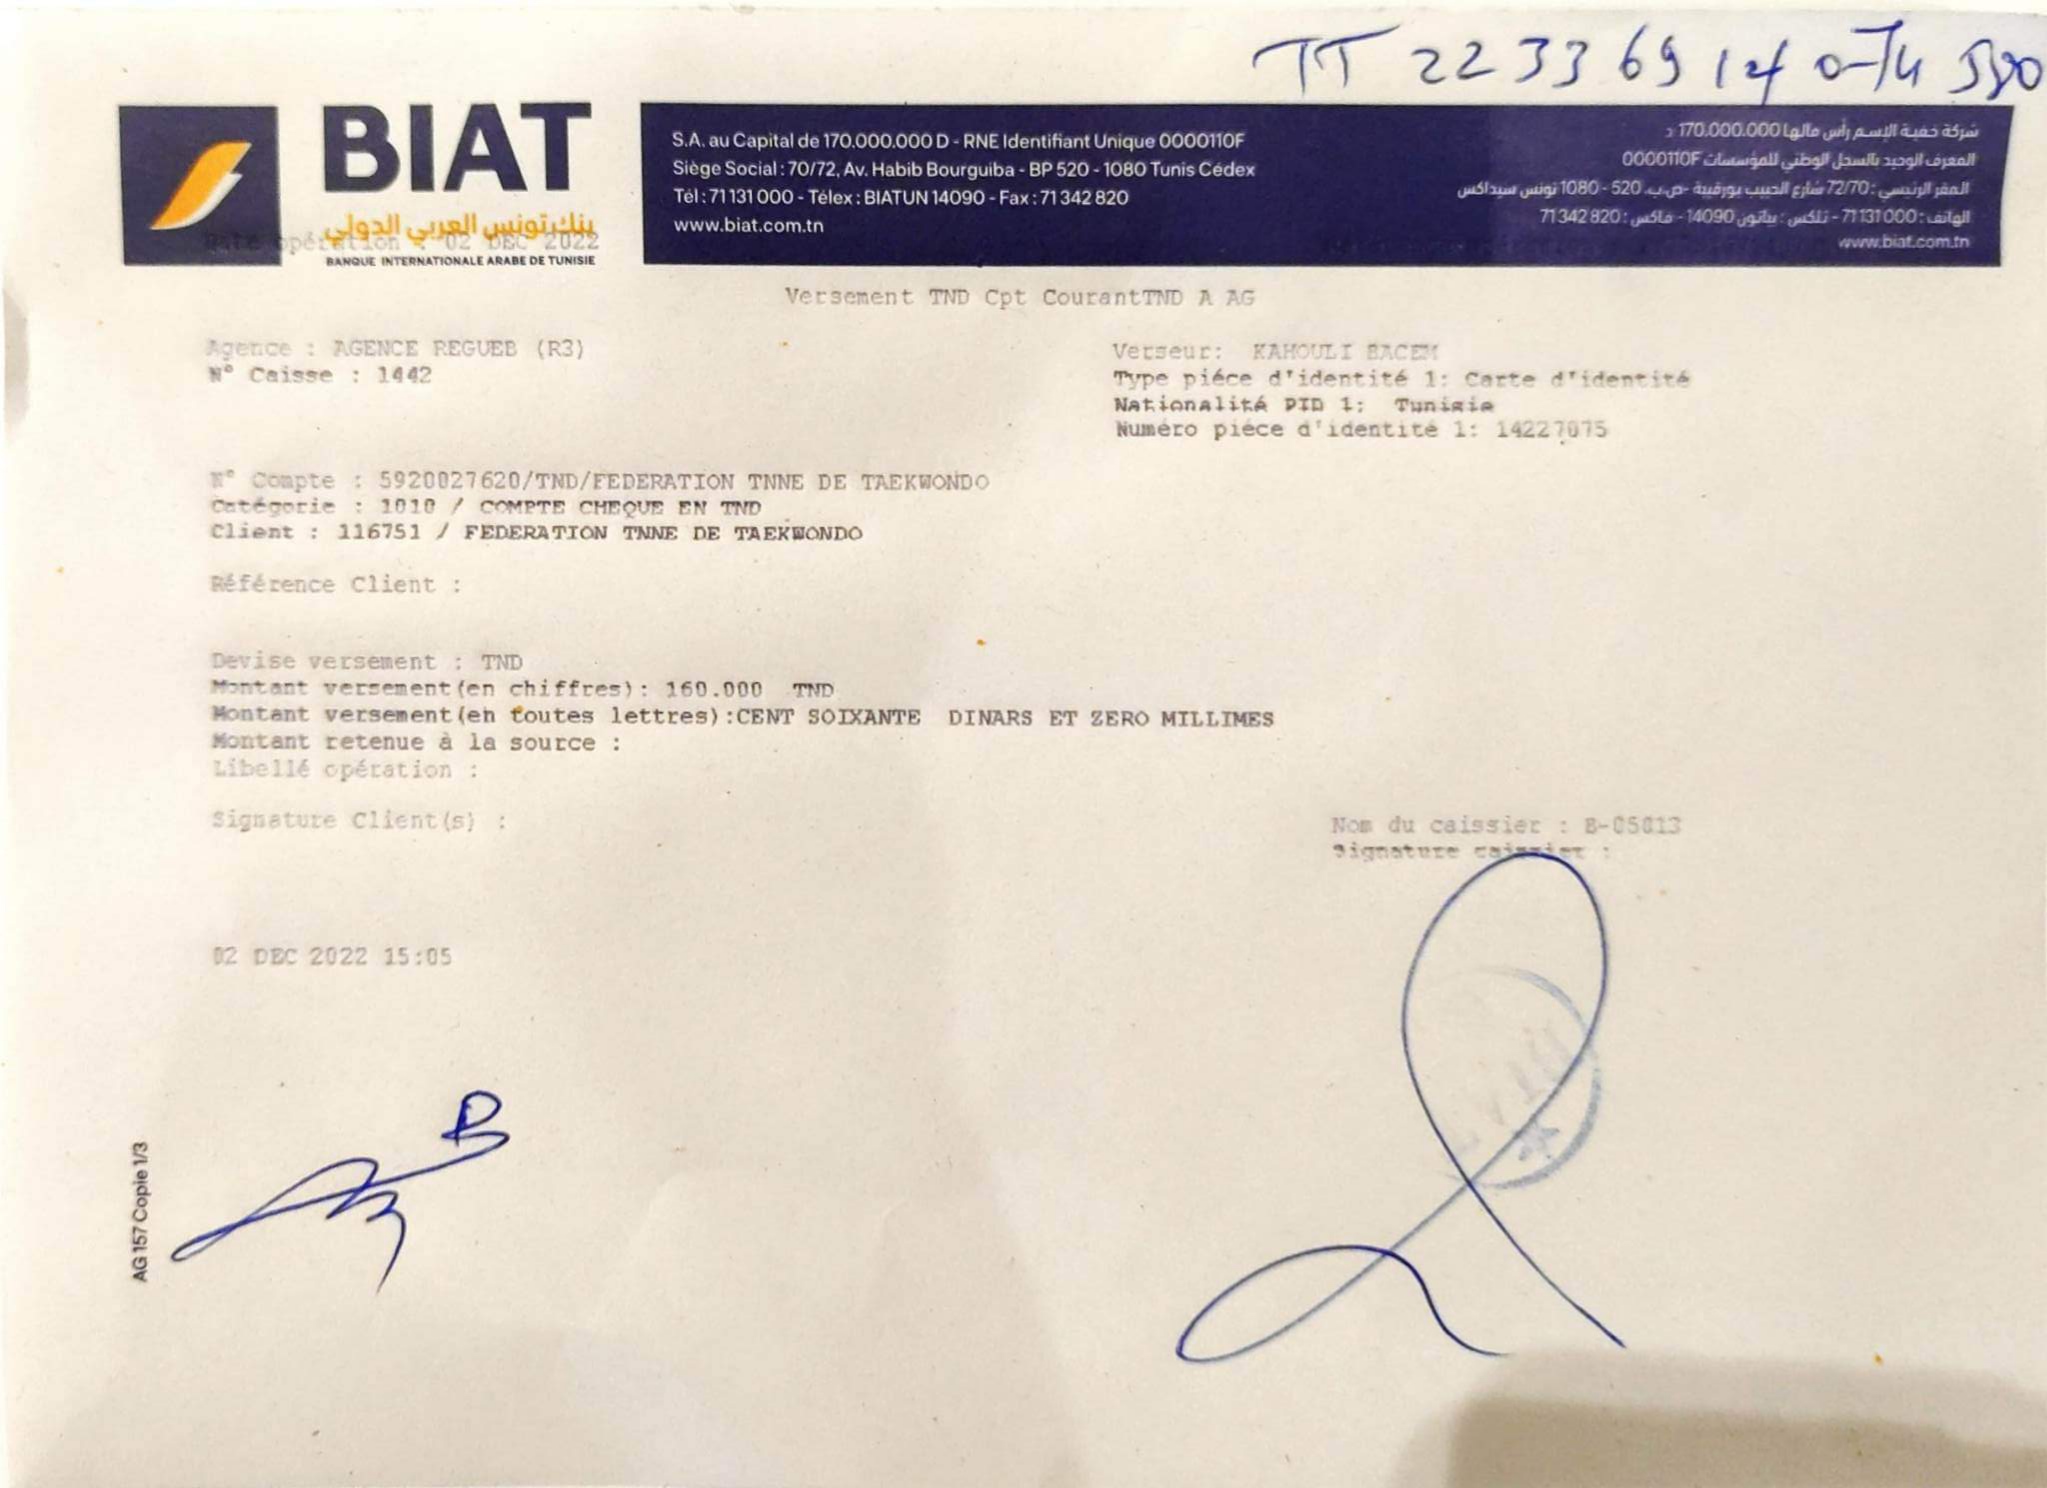 TT 22 33 69 14
BIAT
بنك تونس العربي الدولي
BANQUE INTERNATIONALE ARABE DE TUNISIE
Date opération : 02 DEC 2022
S.A. au Capital de 170.000.000 D - RNE Identifiant Unique 0000110F
Siège Social : 70/72, Av. Habib Bourguiba - BP 520 - 1080 Tunis Cédex
Tél : 71 131 000 - Télex : BIATUN 14090 - Fax : 71 342 820
www.biat.com.tn
شركة خفية الإسم رأس مالها 170.000.000 د
المعرف الوحيد بالسجل الوطني للمؤسسات 0000110F
المقر الرئيسي : 72/70 شارع الحبيب بورقيبة -ص.ب. 520 - 1080 تونس سيداكس
الهاتف : 71131000 - تلكس : بياتون 14090 - فاكس : 71 342 820
www.biat.com.tn
Versement TND Cpt CourantTND A AG
Agence : AGENCE REGUEB (R3)
N° Caisse : 1442
Verseur: KAHOULI BACEM
Type piéce d'identité 1: Carte d'identité
Nationalité PID 1: Tunisie
Numéro piéce d'identité 1: 14227075
N° Compte : 5920027620/TND/FEDERATION TNNE DE TAEKWONDO
Catégorie : 1010 / COMPTE CHEQUE EN TND
Client : 116751 / FEDERATION TNNE DE TAEKWONDO
Référence Client :
Devise versement : TND
Montant versement(en chiffres): 160.000 TND
Montant versement(en toutes lettres):CENT SOIXANTE DINARS ET ZERO MILLIMES
Montant retenue à la source :
Libellé opération :
Signature Client(s) :
Nom du caissier : B-05013
Signature caissier :
02 DEC 2022 15:05
AG 157 Copie 1/3